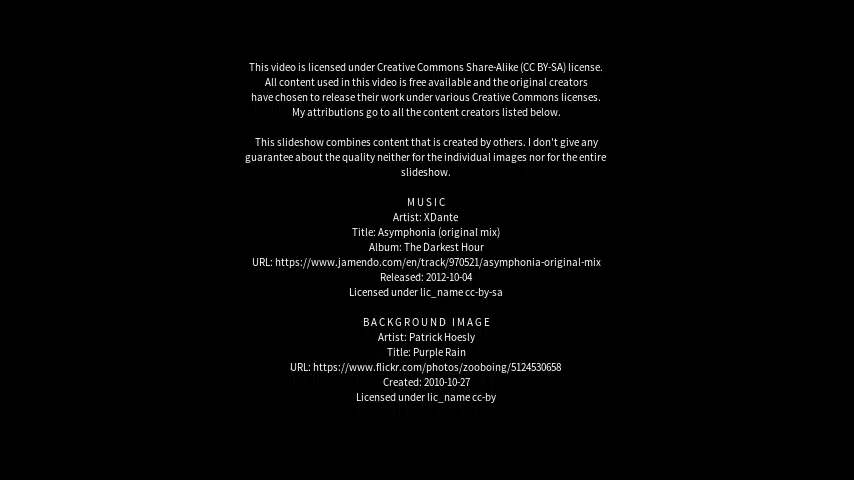 This video is licensed under Creative Commons Share-Alike (CC BY-SA) license.
All content used in this video is free available and the original creators
have chosen to release their work under various Creative Commons licenses.
My attributions go to all the content creators listed below.
This slideshow combines content that is created by others. I don't give any
guarantee about the quality neither for the individual images nor for the entire
slideshow.
M U S I C
Artist: XDante
Title: Asymphonia (original mix)
Album: The Darkest Hour
URL: https://www.jamendo.com/en/track/970521/asymphonia-original-mix
Released: 2012-10-04
Licensed under lic_name cc-by-sa
B A C K G R O U N D   I M A G E
Artist: Patrick Hoesly
Title: Purple Rain
URL: https://www.flickr.com/photos/zooboing/5124530658
Created: 2010-10-27
Licensed under lic_name cc-by